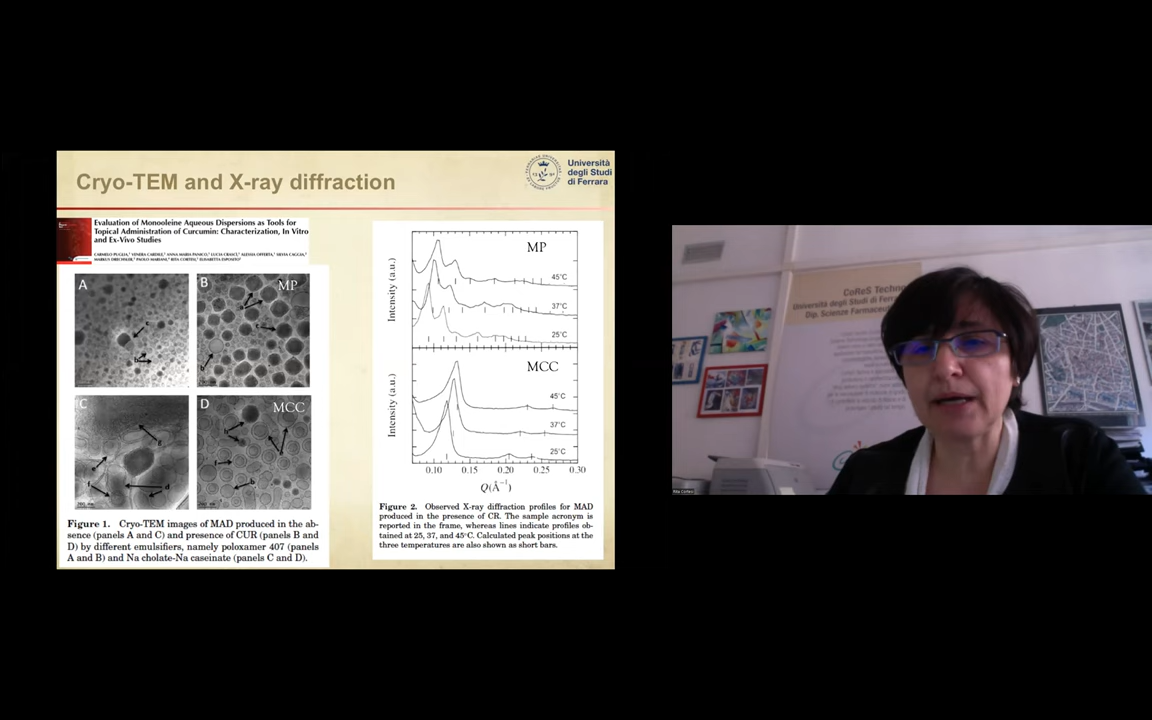 Cryo-TEM and X-ray diffraction
Università
degli Studi
di Ferrara
Evaluation of Monooleine Aqueous Dispersions as Tools for
Topical Administration of Curcumin: Characterization, In Vitro
and Ex-Vivo Studies
A
B
MP
C
D
MCC
Figure 1. Cryo-TEM images of MAD produced in the ab-
sence (panels A and C) and presence of CUR (panels B and
D) by different emulsifiers, namely poloxamer 407 (panels
A and B) and Na cholate-Na caseinate (panels C and D).
MP
45°C
37°C
25°C
Intensity (a.u.)
MCC
45°C
37°C
25°C
Intensity (a.u.)
0.10 0.15 0.20 0.25 0.30
Q(Å⁻¹)
Figure 2. Observed X-ray diffraction profiles for MAD
produced in the presence of CR. The sample acronym is
reported in the frame, whereas lines indicate profiles ob-
tained at 25, 37, and 45°C. Calculated peak positions at the
three temperatures are also shown as short bars.
CoReS Techno
Università degli Studi di Ferra
Dip. Scienze Farmaceu